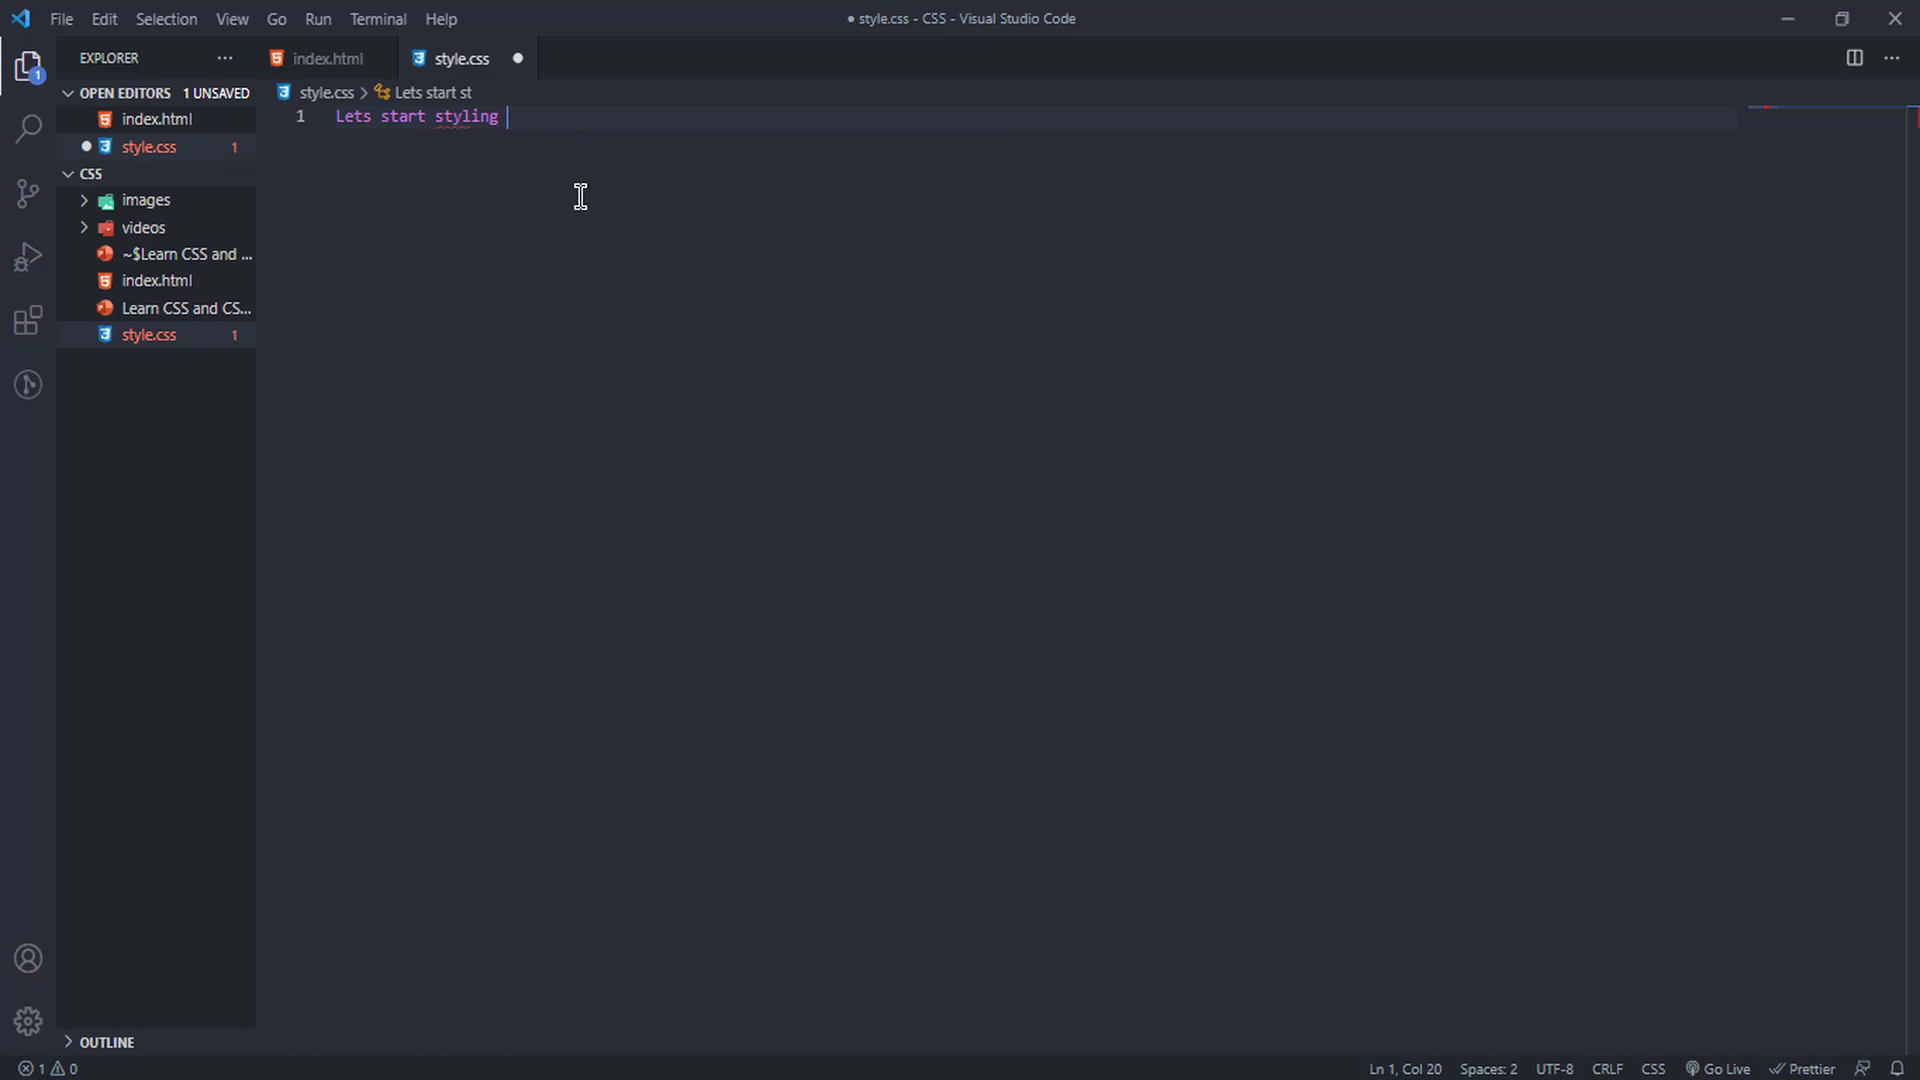 File Edit Selection View Go Run Terminal Help
● style.css - CSS - Visual Studio Code
EXPLORER ···
index.html
style.css ●
1
OPEN EDITORS 1 UNSAVED
style.css > Lets start st
index.html
1 Lets start styling
● style.css 1
CSS
images
videos
~$Learn CSS and ...
index.html
Learn CSS and CS...
style.css 1
OUTLINE
1 0
Ln 1, Col 20 Spaces: 2 UTF-8 CRLF CSS Go Live Prettier